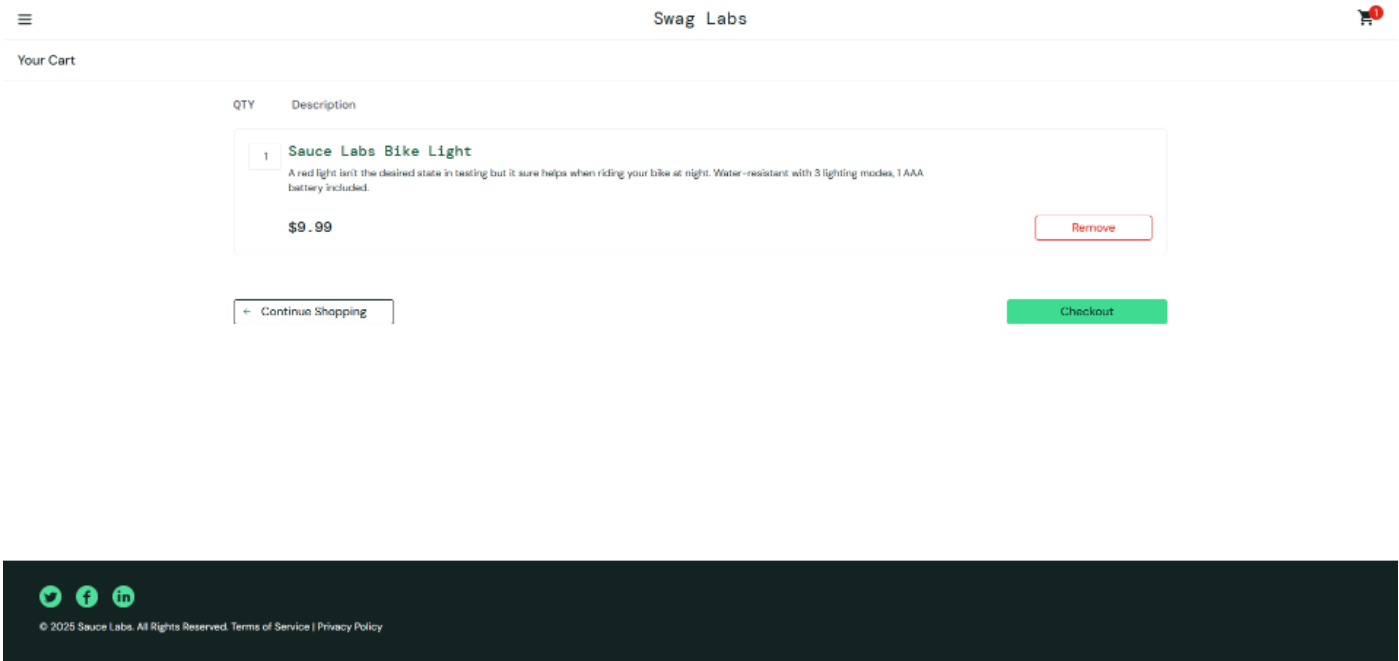 Swag Labs
1
Your Cart
QTY Description
1
Sauce Labs Bike Light
A red light isn't the desired state in testing but it sure helps when riding your bike at night. Water-resistant with 3 lighting modes, 1 AAA
battery included.
$9.99
Remove
← Continue Shopping
Checkout
© 2025 Sauce Labs. All Rights Reserved. Terms of Service | Privacy Policy